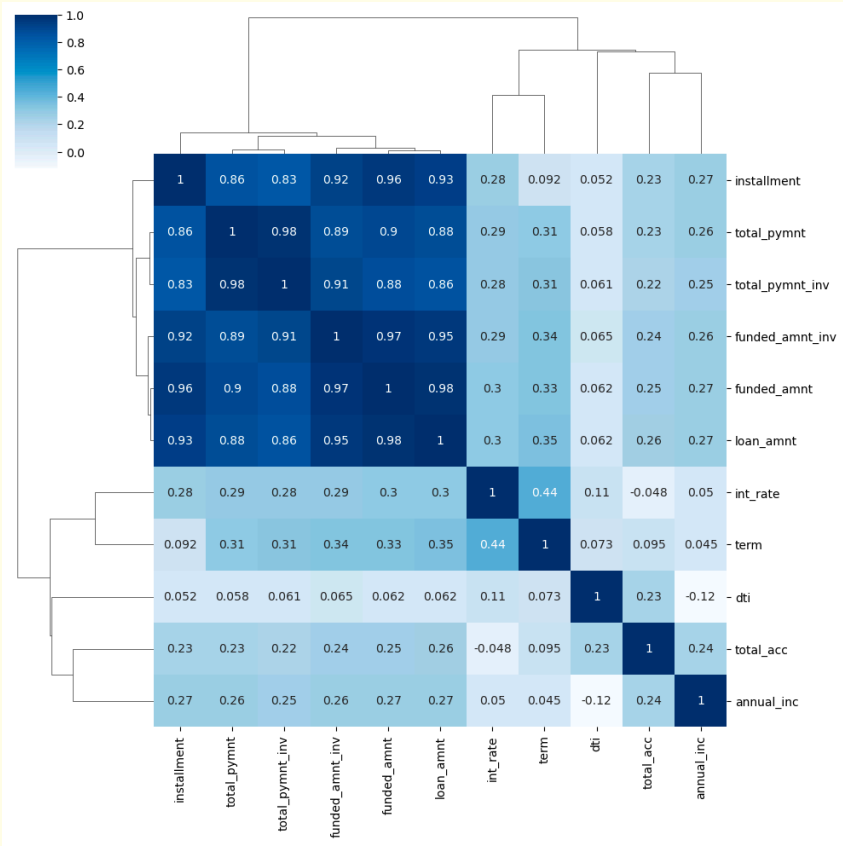 1.0
0.8
0.6
0.4
0.2
0.0
1 0.86 0.83 0.92 0.96 0.93 0.28 0.092 0.052 0.23 0.27 installment
0.86 1 0.98 0.89 0.9 0.88 0.29 0.31 0.058 0.23 0.26 total_pymnt
0.83 0.98 1 0.91 0.88 0.86 0.28 0.31 0.061 0.22 0.25 total_pymnt_inv
0.92 0.89 0.91 1 0.97 0.95 0.29 0.34 0.065 0.24 0.26 funded_amnt_inv
0.96 0.9 0.88 0.97 1 0.98 0.3 0.33 0.062 0.25 0.27 funded_amnt
0.93 0.88 0.86 0.95 0.98 1 0.3 0.35 0.062 0.26 0.27 loan_amnt
0.28 0.29 0.28 0.29 0.3 0.3 1 0.44 0.11 -0.048 0.05 int_rate
0.092 0.31 0.31 0.34 0.33 0.35 0.44 1 0.073 0.095 0.045 term
0.052 0.058 0.061 0.065 0.062 0.062 0.11 0.073 1 0.23 -0.12 dti
0.23 0.23 0.22 0.24 0.25 0.26 -0.048 0.095 0.23 1 0.24 total_acc
0.27 0.26 0.25 0.26 0.27 0.27 0.05 0.045 -0.12 0.24 1 annual_inc
installment
total_pymnt
total_pymnt_inv
funded_amnt_inv
funded_amnt
loan_amnt
int_rate
term
dti
total_acc
annual_inc